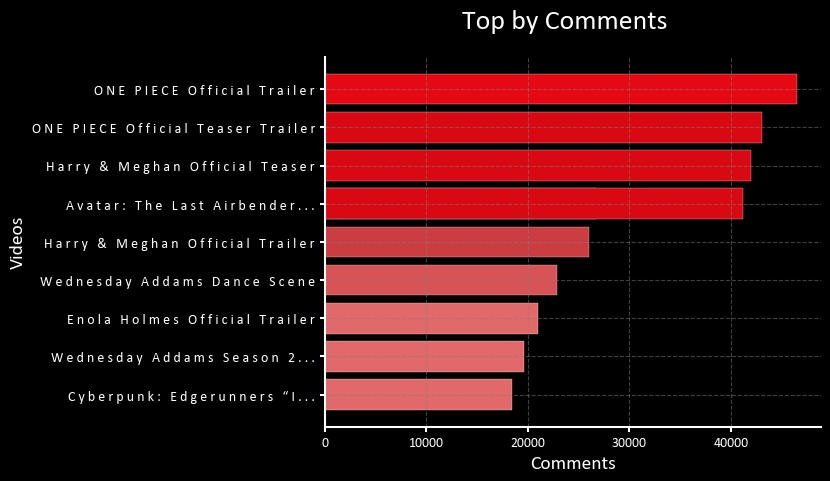 Top by Comments
Videos
ONE PIECE Official Trailer
ONE PIECE Official Teaser Trailer
Harry & Meghan Official Teaser
Avatar: The Last Airbender...
Harry & Meghan Official Trailer
Wednesday Addams Dance Scene
Enola Holmes Official Trailer
Wednesday Addams Season 2...
Cyberpunk: Edgerunners “I...
0 10000 20000 30000 40000
Comments